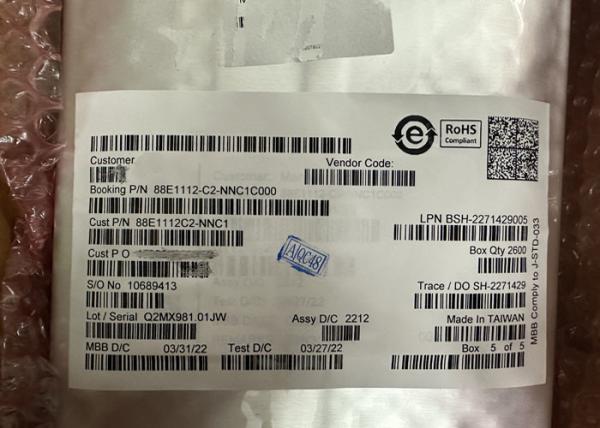 RoHS
Compliant
Customer
Vendor Code:
Booking P/N 88E1112-C2-NNC1C000
Cust P/N 88E1112C2-NNC1
LPN BSH-2271429005
Cust P O
AQC48
Box Qty 2600
S/O No 10689413
Trace / DO SH-2271429
Lot / Serial Q2MX981.01JW
Assy D/C 2212
Made In TAIWAN
MBB D/C 03/31/22
Test D/C 03/27/22
Box 5 of 5
MBB Comply to J-STD-033